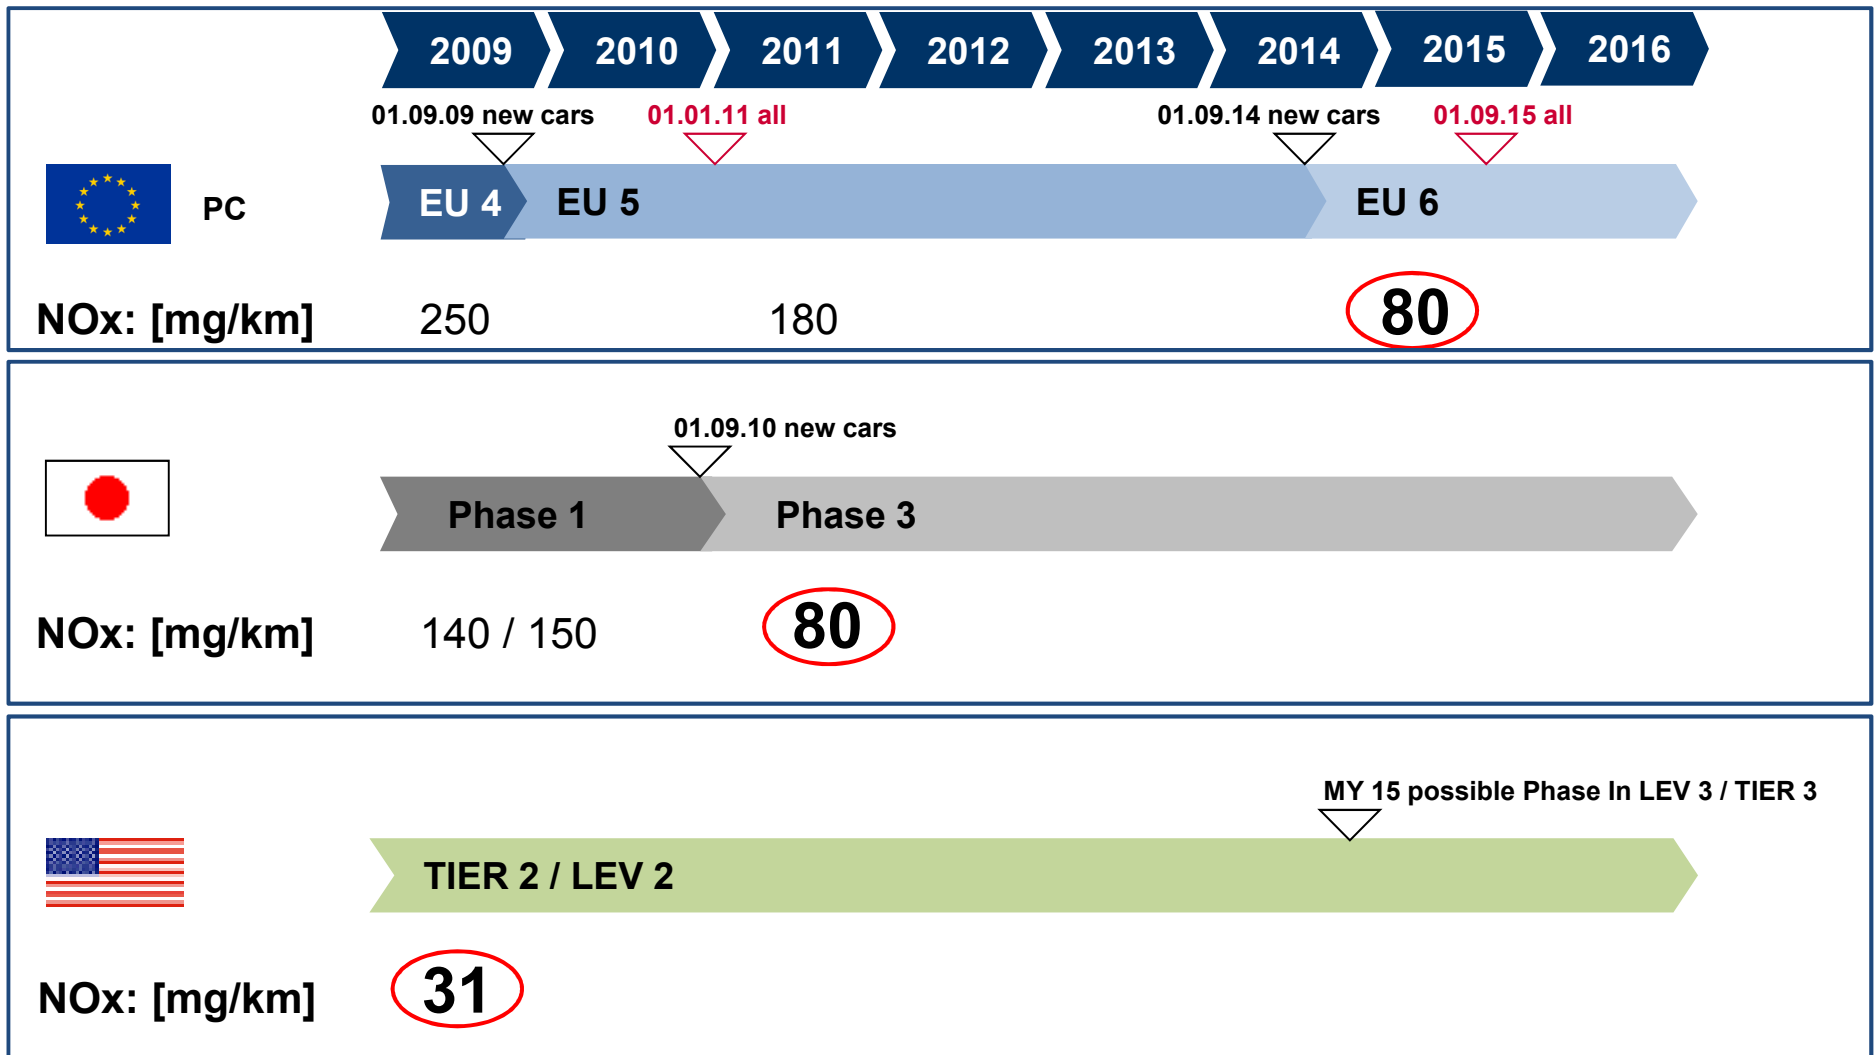 2009 2010 2011 2012 2013 2014 2015 2016
01.09.09 new cars 01.01.11 all 01.09.14 new cars 01.09.15 all
PC EU 4 EU 5 EU 6
NOx: [mg/km] 250 180 80
01.09.10 new cars
Phase 1 Phase 3
NOx: [mg/km] 140 / 150 80
MY 15 possible Phase In LEV 3 / TIER 3
TIER 2 / LEV 2
NOx: [mg/km] 31